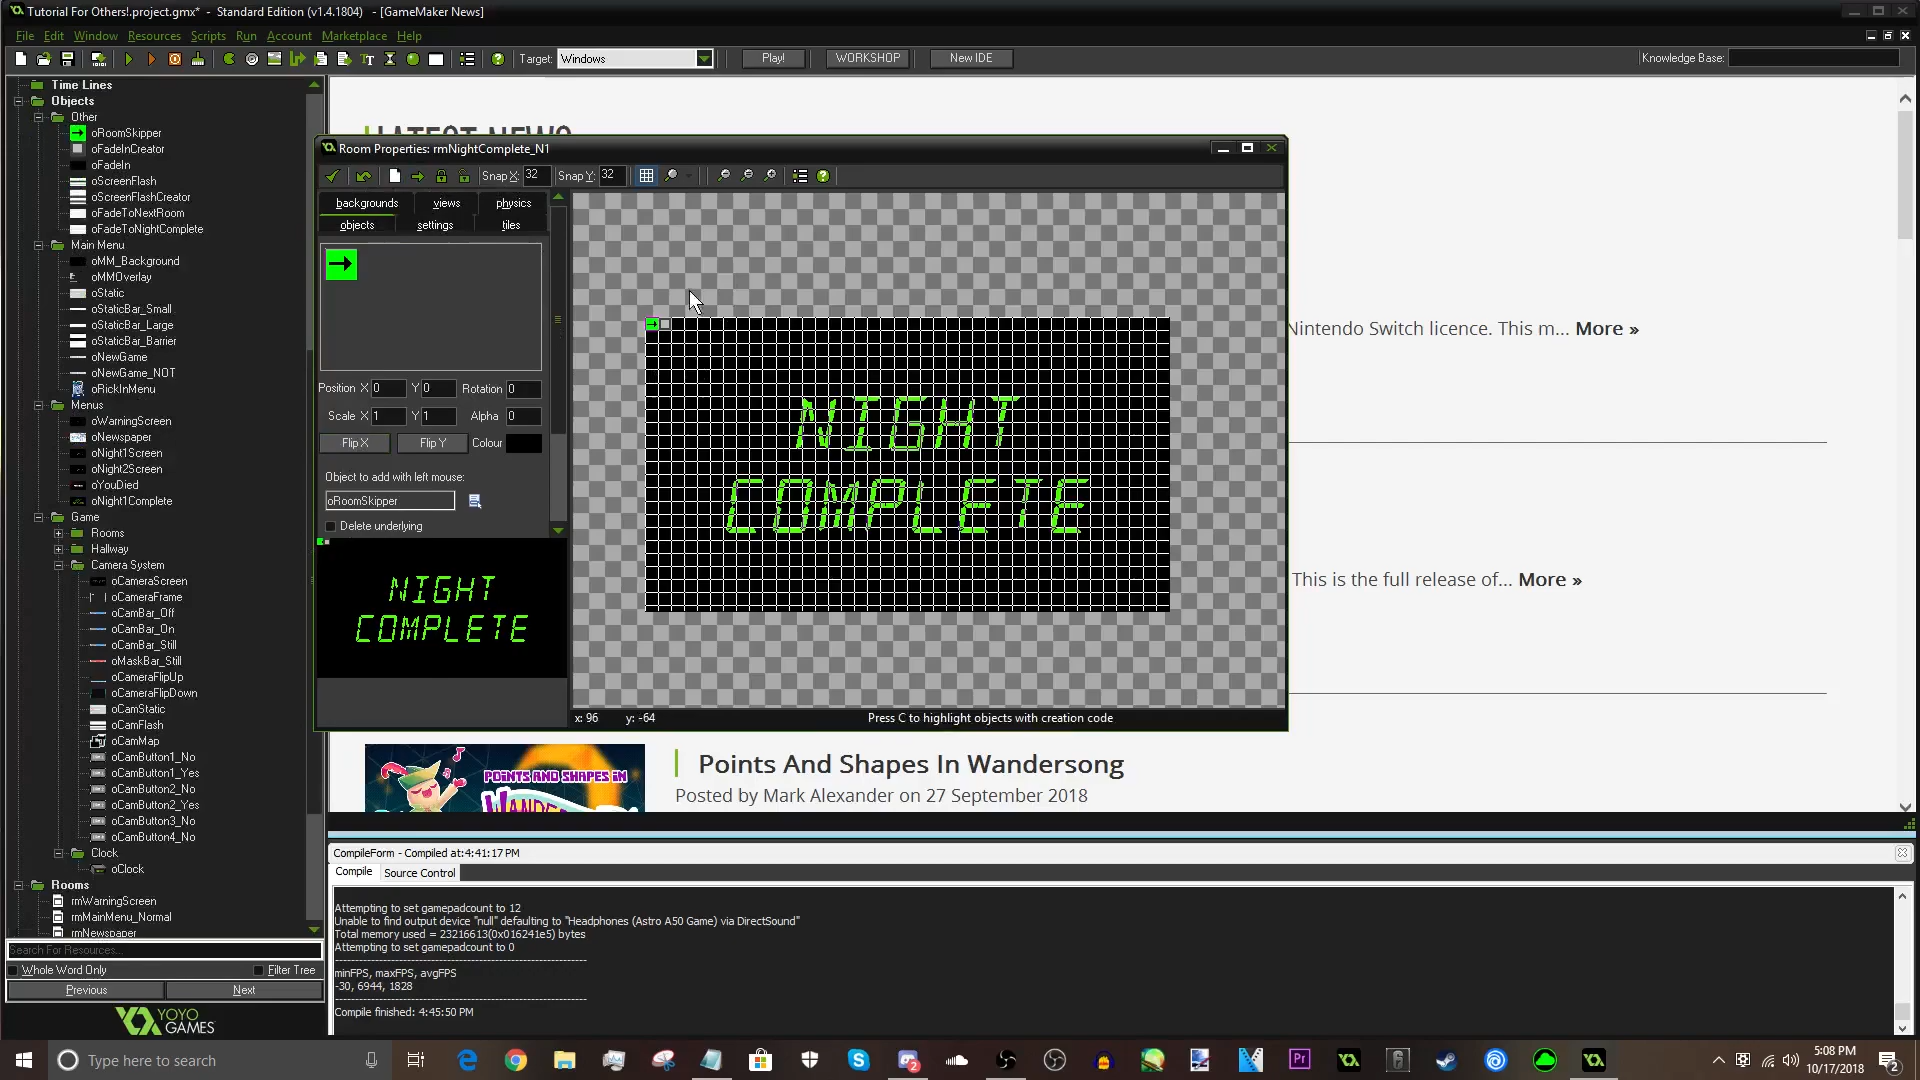 Tutorial For Others!.project.gmx* - Standard Edition (v1.4.1804) - [GameMaker News]
File Edit Window Resources Scripts Run Account Marketplace Help
Target: Windows Play! WORKSHOP New IDE Knowledge Base:
Time Lines
Objects
Other
oRoomSkipper
oFadeInCreator
oFadeIn
oScreenFlash
oScreenFlashCreator
oFadeToNextRoom
oFadeToNightComplete
Main Menu
oMM_Background
oMMOverlay
oStatic
oStaticBar_Small
oStaticBar_Large
oStaticBar_Barrier
oNewGame
oNewGame_NOT
oRickInMenu
Menus
oWarningScreen
oNewspaper
oNight1Screen
oNight2Screen
oYouDied
oNight1Complete
Game
Rooms
Hallway
Camera System
oCameraScreen
oCameraFrame
oCamBar_Off
oCamBar_On
oCamBar_Still
oMaskBar_Still
oCameraFlipUp
oCameraFlipDown
oCamStatic
oCamFlash
oCamMap
oCamButton1_No
oCamButton1_Yes
oCamButton2_No
oCamButton2_Yes
oCamButton3_No
oCamButton4_No
Clock
oClock
Rooms
rmWarningScreen
rmMainMenu_Normal
rmNewspaper
Search For Resources...
Whole Word Only Filter Tree
Previous Next
YOYO
GAMES
LATEST NEWS
Room Properties: rmNightComplete_N1
Snap X: 32 Snap Y: 32
backgrounds views physics
objects settings tiles
Position X 0 Y 0 Rotation 0
Scale X 1 Y 1 Alpha 0
Flip X Flip Y Colour
Object to add with left mouse:
oRoomSkipper
Delete underlying
NIGHT
COMPLETE
NIGHT
COMPLETE
x: 96 y: -64 Press C to highlight objects with creation code
Nintendo Switch licence. This m... More »
This is the full release of... More »
POINTS AND SHAPES IN
Points And Shapes In Wandersong
Posted by Mark Alexander on 27 September 2018
CompileForm - Compiled at:4:41:17 PM
Compile Source Control
Attempting to set gamepadcount to 12
Unable to find output device "null" defaulting to "Headphones (Astro A50 Game) via DirectSound"
Total memory used = 23216613(0x016241e5) bytes
Attempting to set gamepadcount to 0
minFPS, maxFPS, avgFPS
-30, 6944, 1828
Compile finished: 4:45:50 PM
Type here to search
5:08 PM
10/17/2018